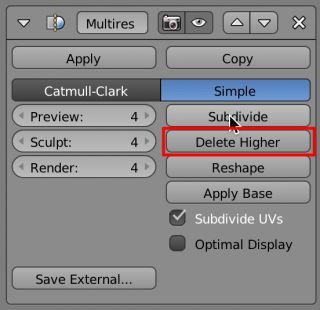 Multires
Apply Copy
Catmull-Clark Simple
Preview: 4 Subdivide
Sculpt: 4 Delete Higher
Render: 4 Reshape
Apply Base
Subdivide UVs
Optimal Display
Save External...